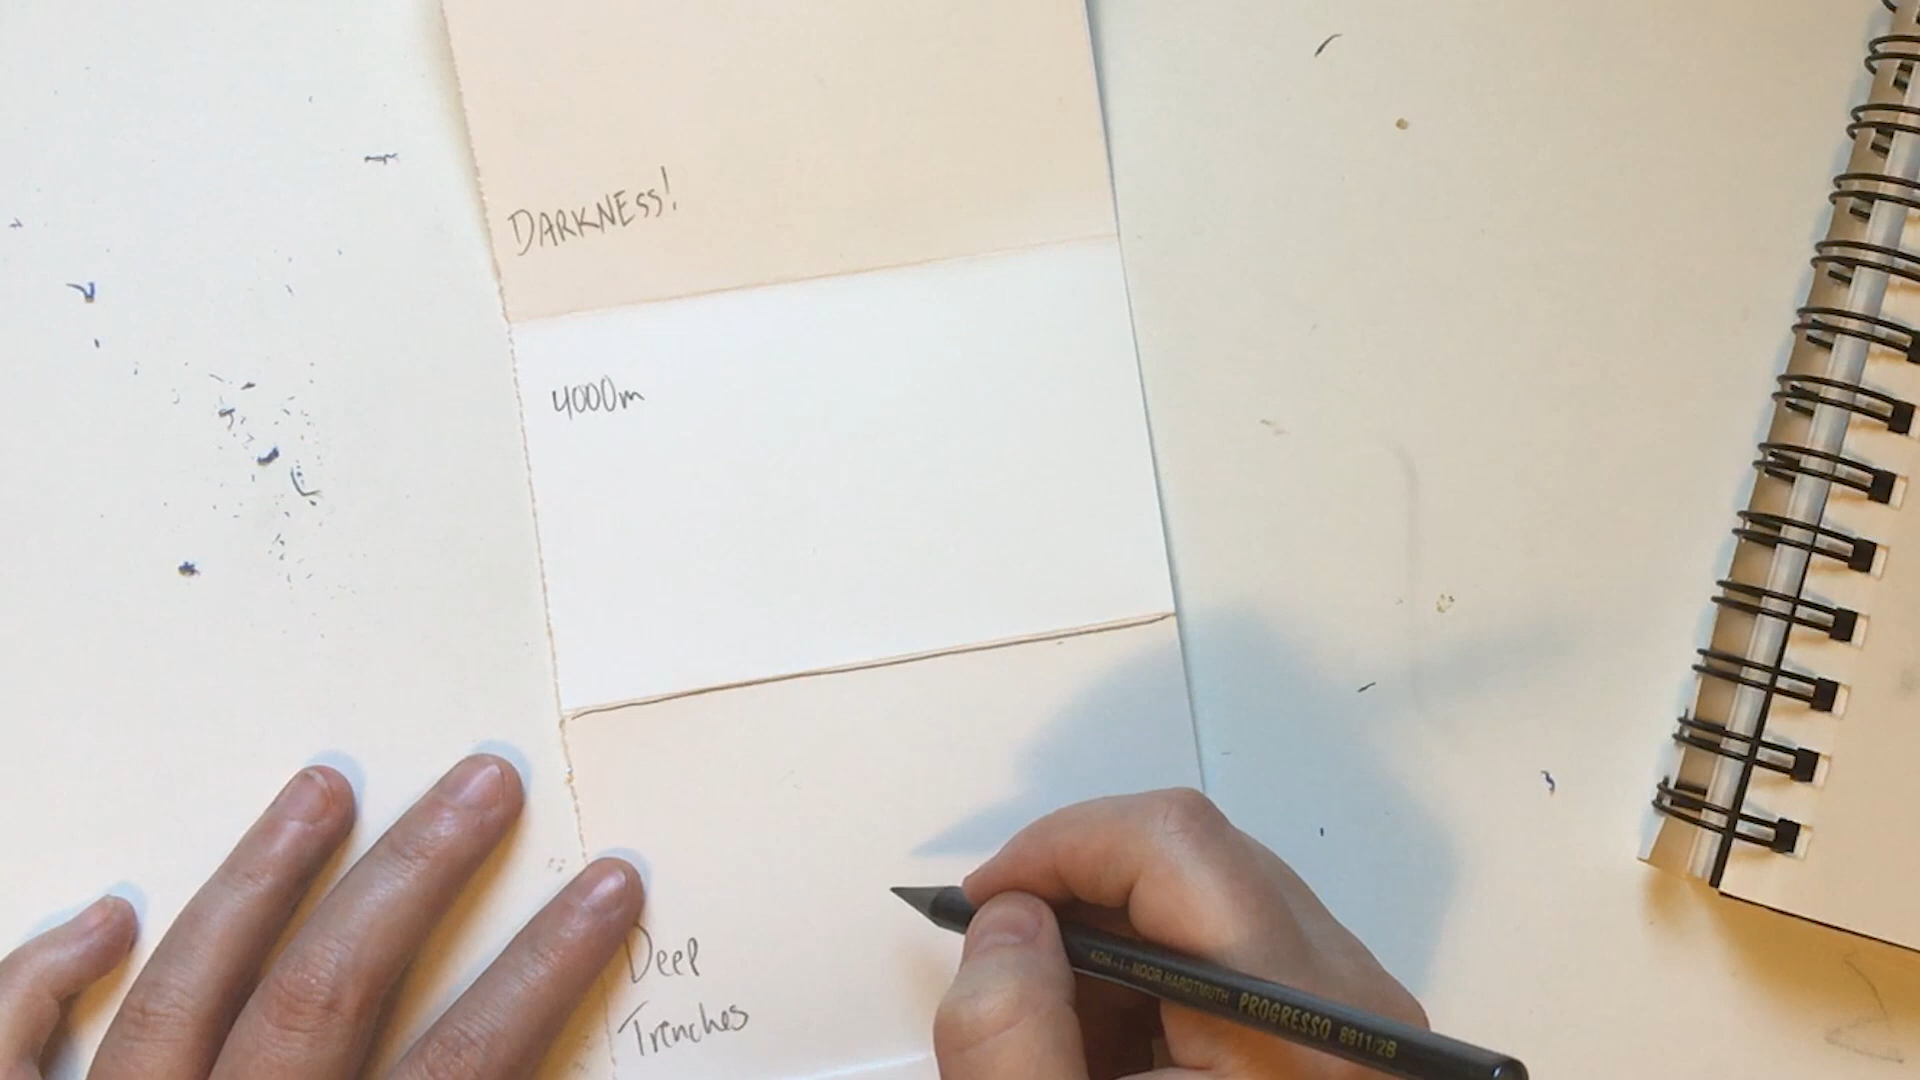 DARKNESS!
4000m
Deep
Trenches
KOH-I-NOOR HARDTMUTH PROGRESSO 8911/2B